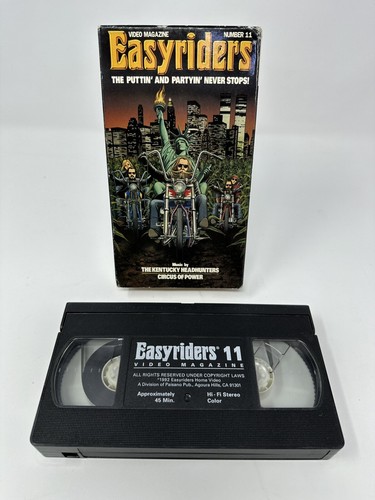 VIDEO MAGAZINE NUMBER 11
Easyriders
THE PUTTIN' AND PARTYIN' NEVER STOPS!
Music by
THE KENTUCKY HEADHUNTERS
CIRCUS OF POWER
Easyriders 11
VIDEO MAGAZINE
ALL RIGHTS RESERVED UNDER COPYRIGHT LAWS
©1992 Easyriders Home Video
A Division of Paisano Pub., Agoura Hills, CA 91301
Approximately Hi-Fi Stereo
45 Min. Color